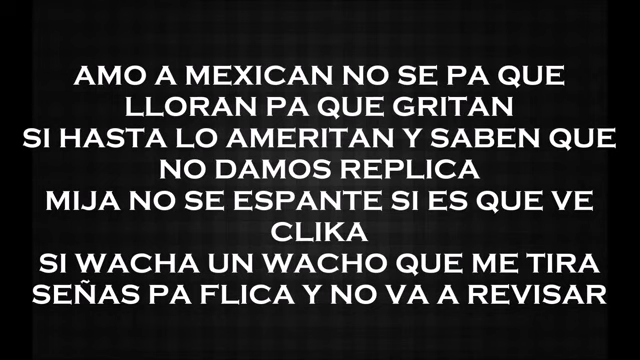 AMO A MEXICAN NO SE PA QUE
LLORAN PA QUE GRITAN
SI HASTA LO AMERITAN Y SABEN QUE
NO DAMOS REPLICA
MIJA NO SE ESPANTE SI ES QUE VE
CLIKA
SI WACHA UN WACHO QUE ME TIRA
SEÑAS PA FLICA Y NO VA A REVISAR